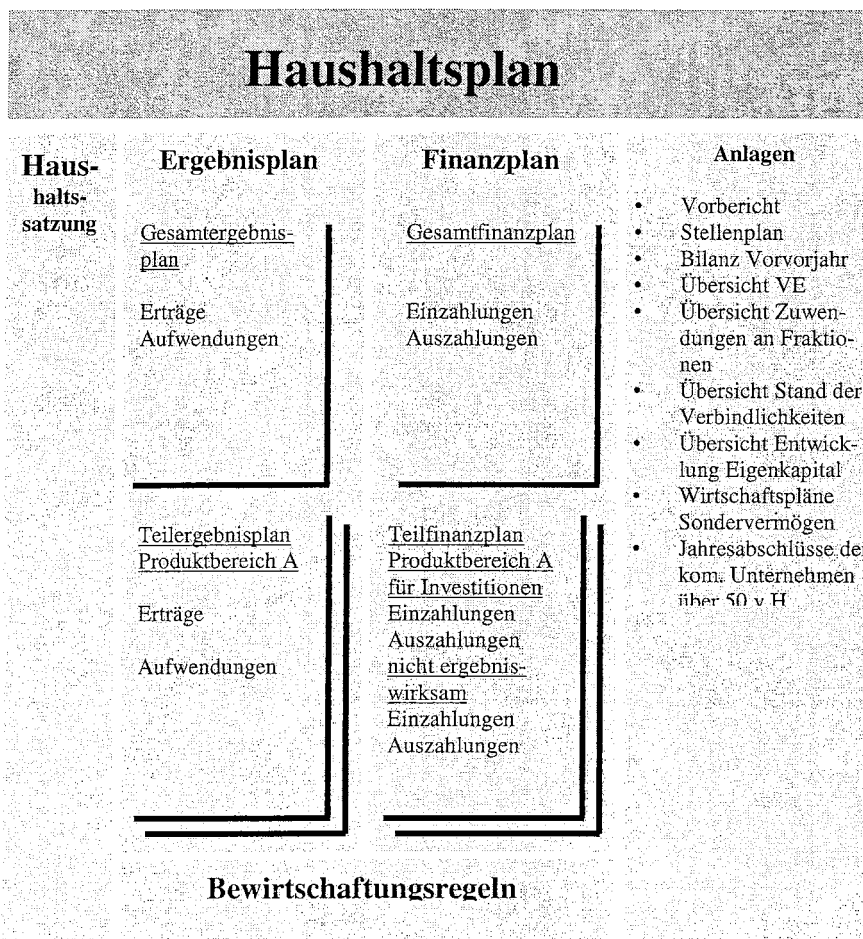 Haushaltsplan
Haus-
halts-
satzung
Ergebnisplan
Gesamtergebnis-
plan
Erträge
Aufwendungen
Teilergebnisplan
Produktbereich A
Erträge
Aufwendungen
Finanzplan
Gesamtfinanzplan
Einzahlungen
Auszahlungen
Teilfinanzplan
Produktbereich A
für Investitionen
Einzahlungen
Auszahlungen
nicht ergebnis-
wirksam
Einzahlungen
Auszahlungen
Anlagen
• Vorbericht
• Stellenplan
• Bilanz Vorvorjahr
• Übersicht VE
• Übersicht Zuwen-
dungen an Fraktio-
nen
• Übersicht Stand der
Verbindlichkeiten
• Übersicht Entwick-
lung Eigenkapital
• Wirtschaftspläne
Sondervermögen
• Jahresabschlüsse der
kom. Unternehmen
über 50 v H
Bewirtschaftungsregeln